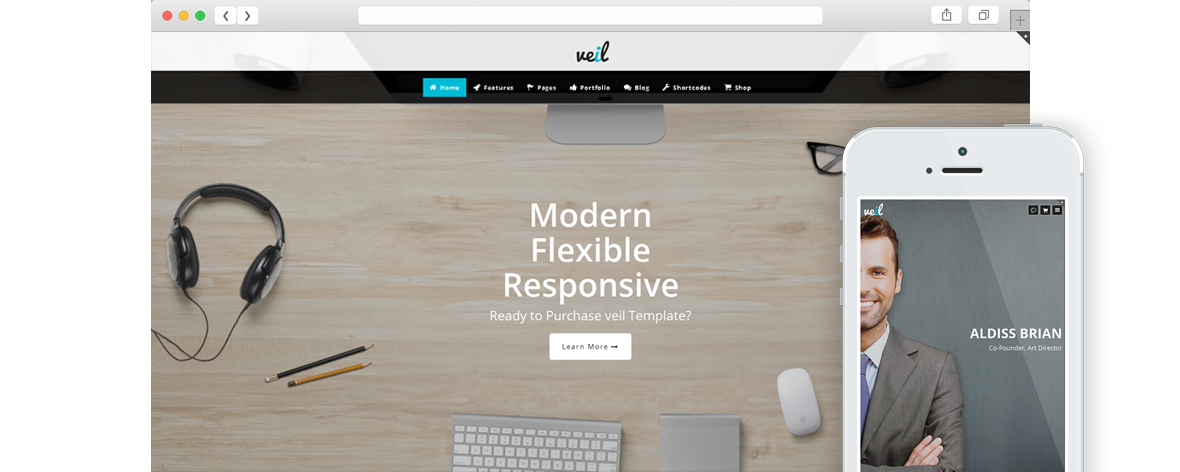 veil
Home Features Pages Portfolio Blog Shortcodes Shop
Modern
Flexible
Responsive
Ready to Purchase veil Template?
Learn More
veil
ALDISS BRIAN
Co-Founder, Art Director